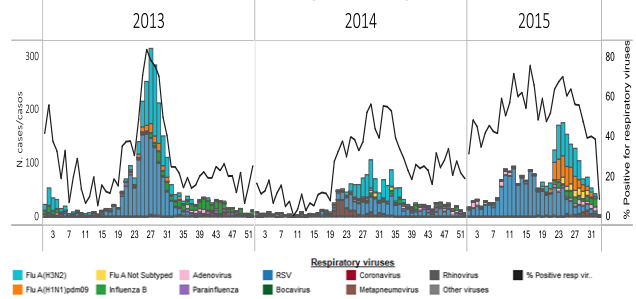 2013 2014 2015
300
200
100
0
N. cases/casos
80
60
40
20
0
% Positive for respiratory viruses
3 7 11 15 19 23 27 31 35 39 43 47 51 3 7 11 15 19 23 27 31 35 39 43 47 51 3 7 11 15 19 23 27 31
Respiratory viruses
Flu A(H3N2) Flu A Not Subtyped Adenovirus RSV Coronavirus Rhinovirus % Positive resp vir..
Flu A(H1N1)pdm09 Influenza B Parainfluenza Bocavirus Metapneumovirus Other viruses